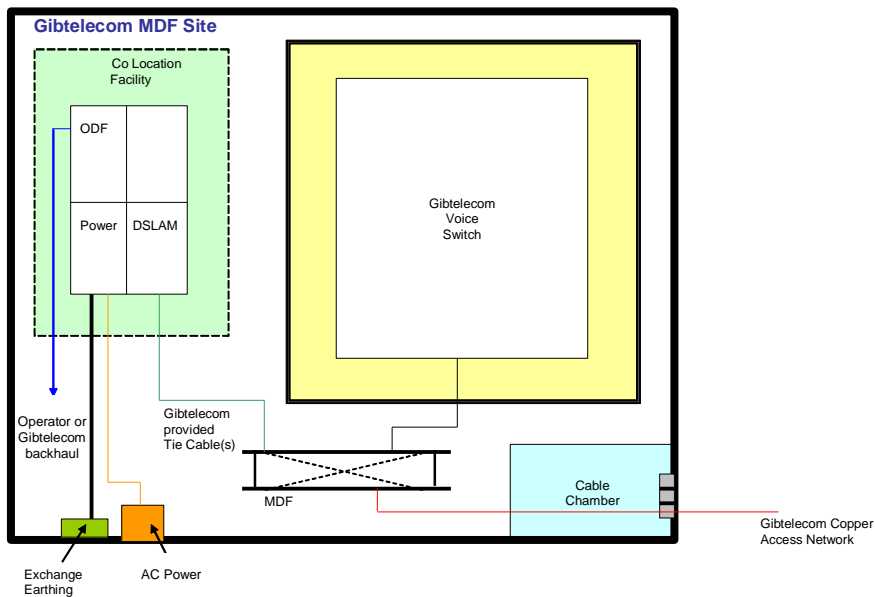 Gibtelecom MDF Site
Co Location
Facility
ODF
Power
DSLAM
Gibtelecom
Voice
Switch
Operator or
Gibtelecom
backhaul
Gibtelecom
provided
Tie Cable(s)
MDF
Cable
Chamber
Gibtelecom Copper
Access Network
Exchange
Earthing
AC Power